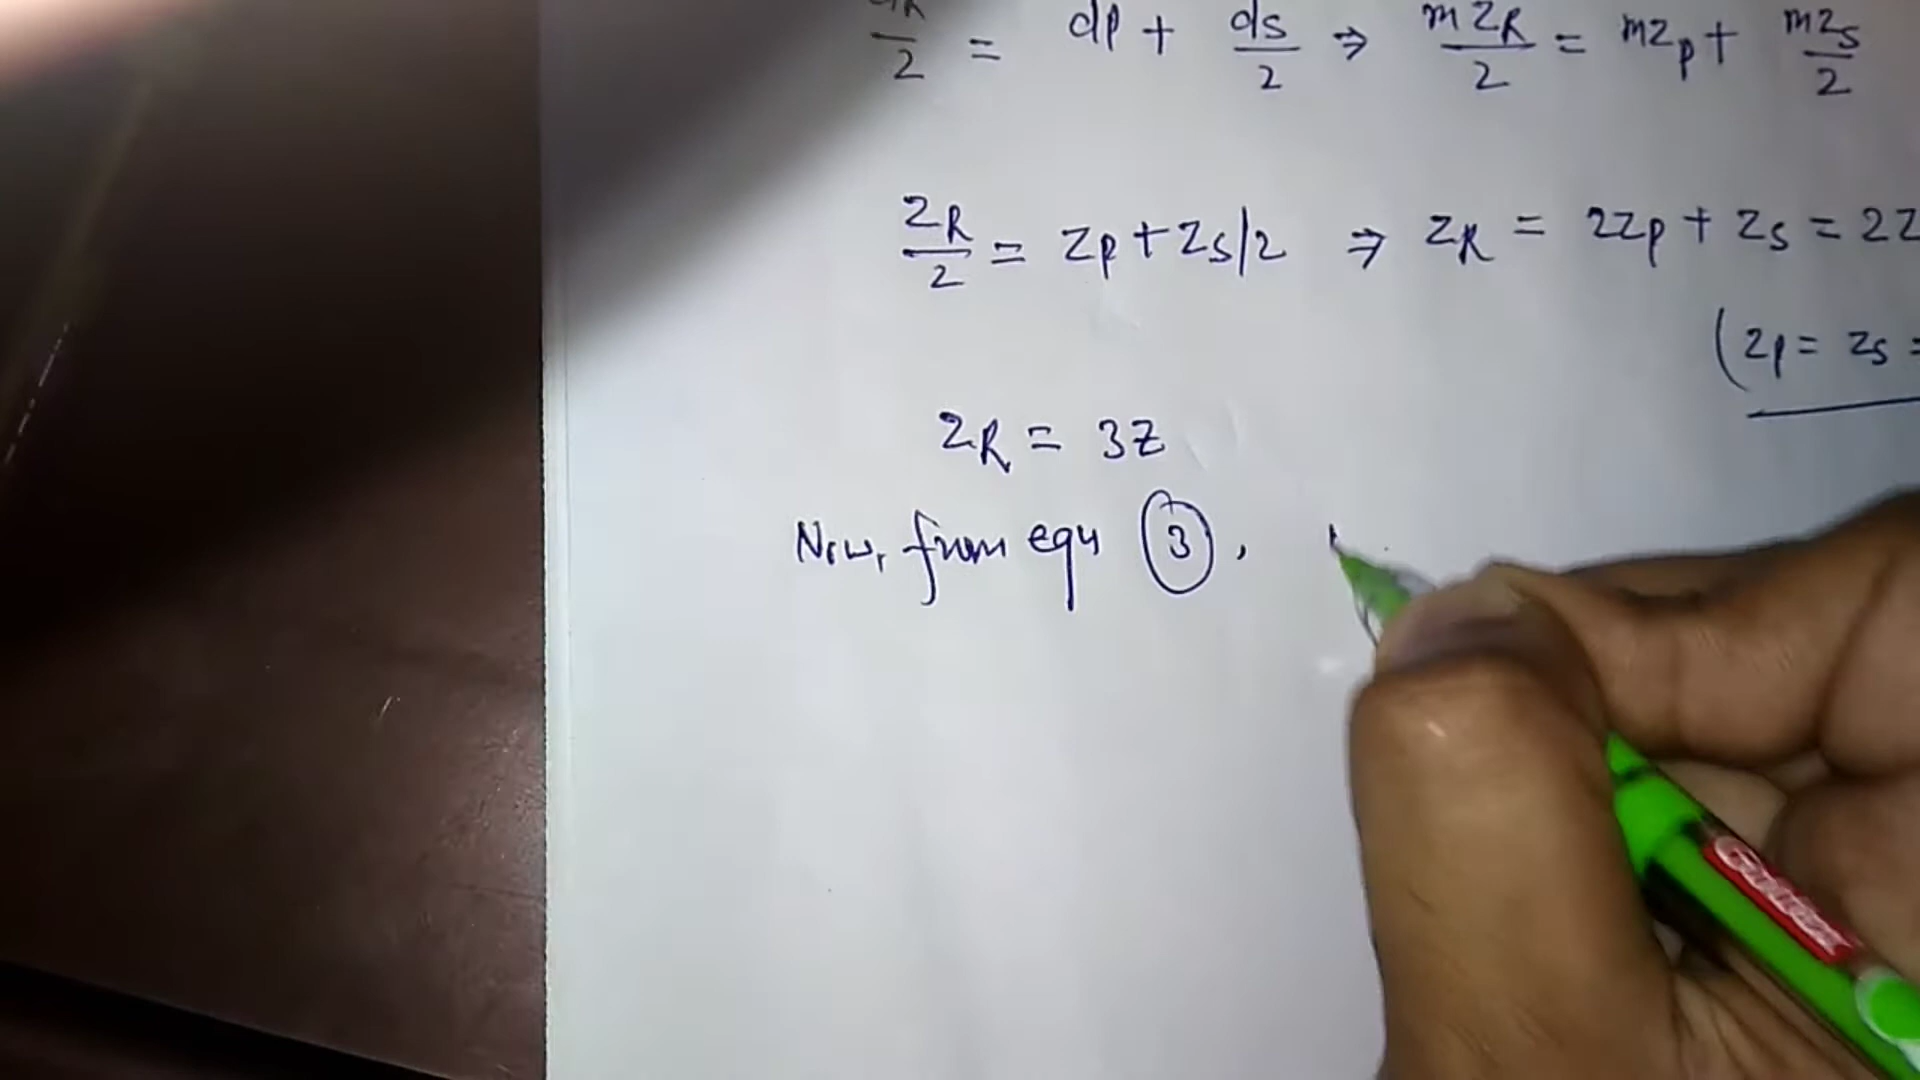 /2 = dp + ds/2 ⇒ mZR/2 = mZp + mZs/2
ZR/2 = Zp + Zs/2 ⇒ ZR = 2Zp + Zs = 2Z
(Zp = Zs =
ZR = 3Z
Now, from eqn 3,